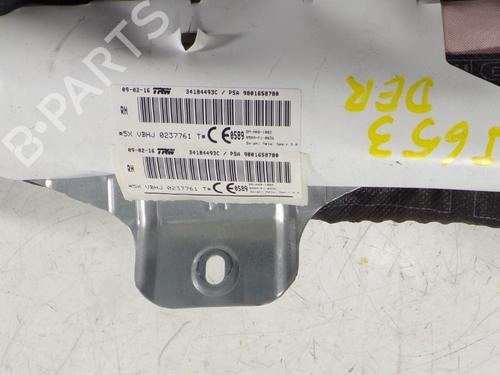 09-02-16 TRW 34184493C / PSA 9801658780
RH
*5X VBHJ 0237761 T* CE 0589
09-02-16 TRW 34184493C / PSA 9801658780
RH
*5X VBHJ 0237761 T* CE 0589
J653
DER
B-PARTS